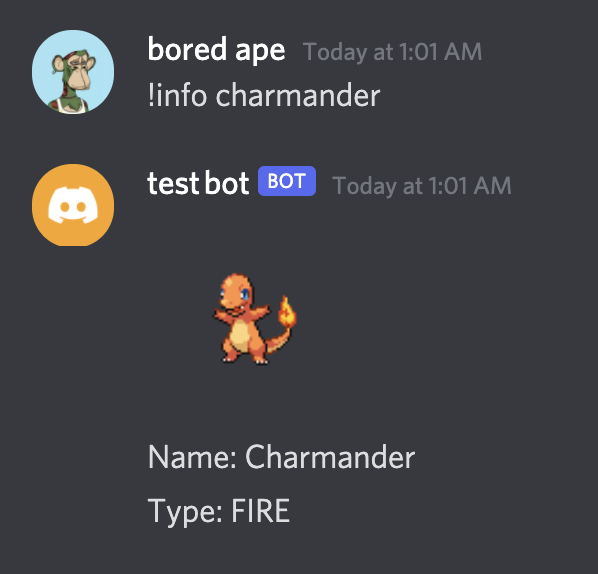 bored ape Today at 1:01 AM
!info charmander
test bot BOT Today at 1:01 AM
Name: Charmander
Type: FIRE